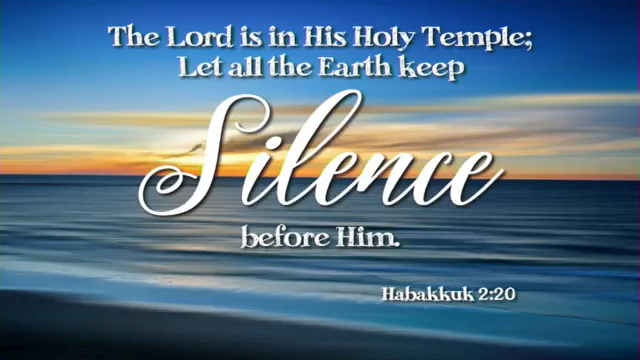 The Lord is in His Holy Temple;
Let all the Earth keep
Silence
before Him.
Habakkuk 2:20